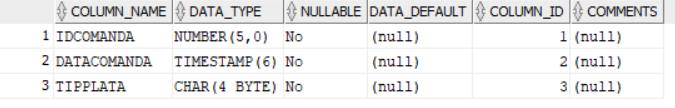 COLUMN_NAME DATA_TYPE NULLABLE DATA_DEFAULT COLUMN_ID COMMENTS
1 IDCOMANDA NUMBER(5,0) No (null) 1 (null)
2 DATACOMANDA TIMESTAMP(6) No (null) 2 (null)
3 TIPPLATA CHAR(4 BYTE) No (null) 3 (null)